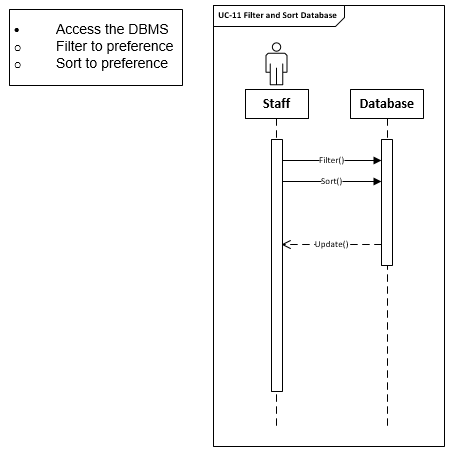 • Access the DBMS
o Filter to preference
o Sort to preference
UC-11 Filter and Sort Database
Staff
Database
Filter()
Sort()
Update()